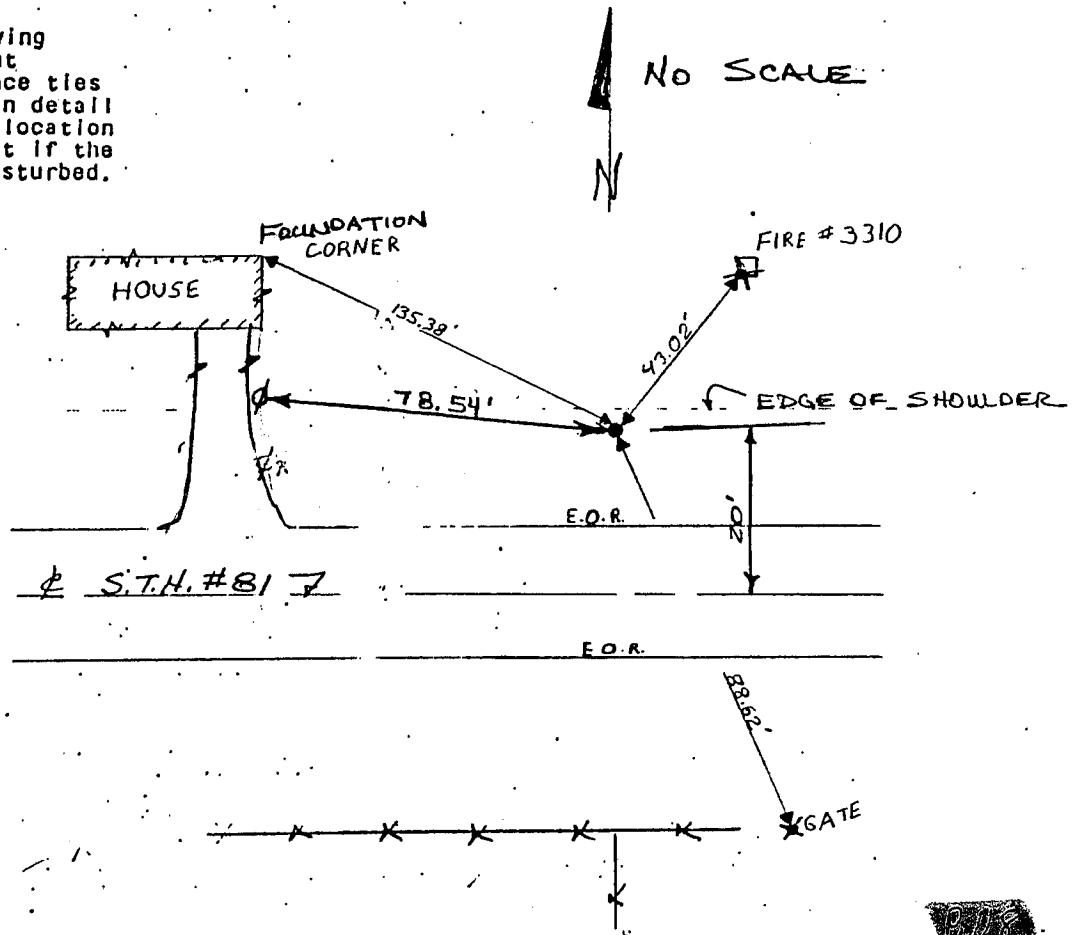 ving
t
ce ties
n detail
location
t if the
sturbed.
No SCALE
N
FOUNDATION
CORNER
FIRE #3310
HOUSE
135.38'
43.02'
78.54'
EDGE OF SHOULDER
E.O.R.
20'
℄ S.T.H. #81
E.O.R.
88.62'
GATE